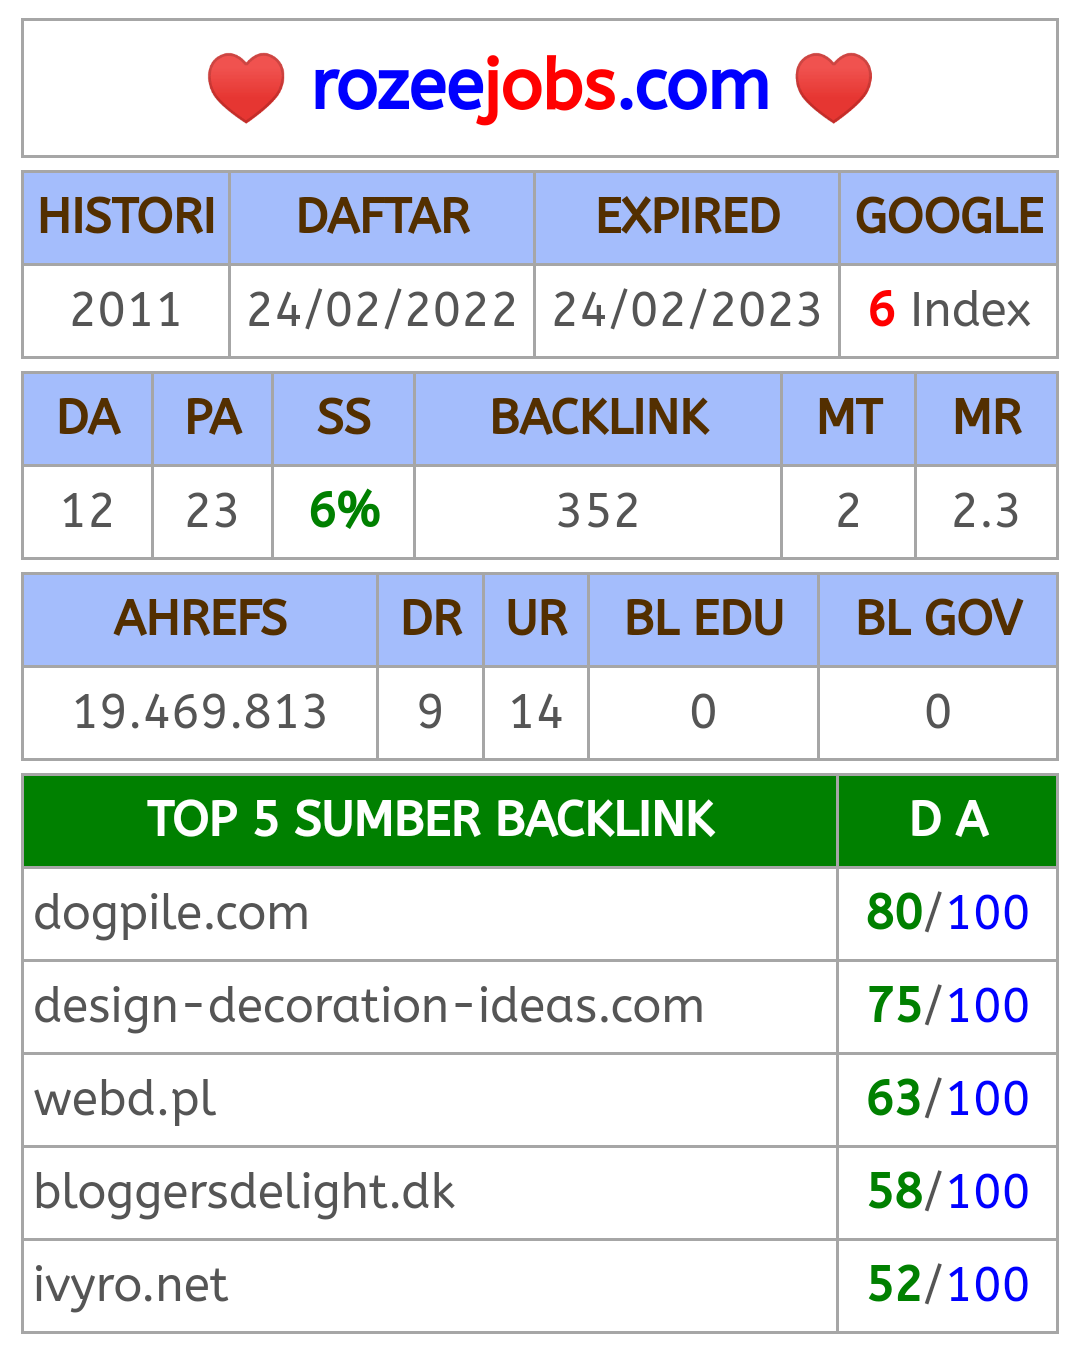 rozeejobs.com
HISTORI DAFTAR EXPIRED GOOGLE
2011 24/02/2022 24/02/2023 6 Index
DA PA SS BACKLINK MT MR
12 23 6% 352 2 2.3
AHREFS DR UR BL EDU BL GOV
19.469.813 9 14 0 0
TOP 5 SUMBER BACKLINK D A
dogpile.com 80/100
design-decoration-ideas.com 75/100
webd.pl 63/100
bloggersdelight.dk 58/100
ivyro.net 52/100